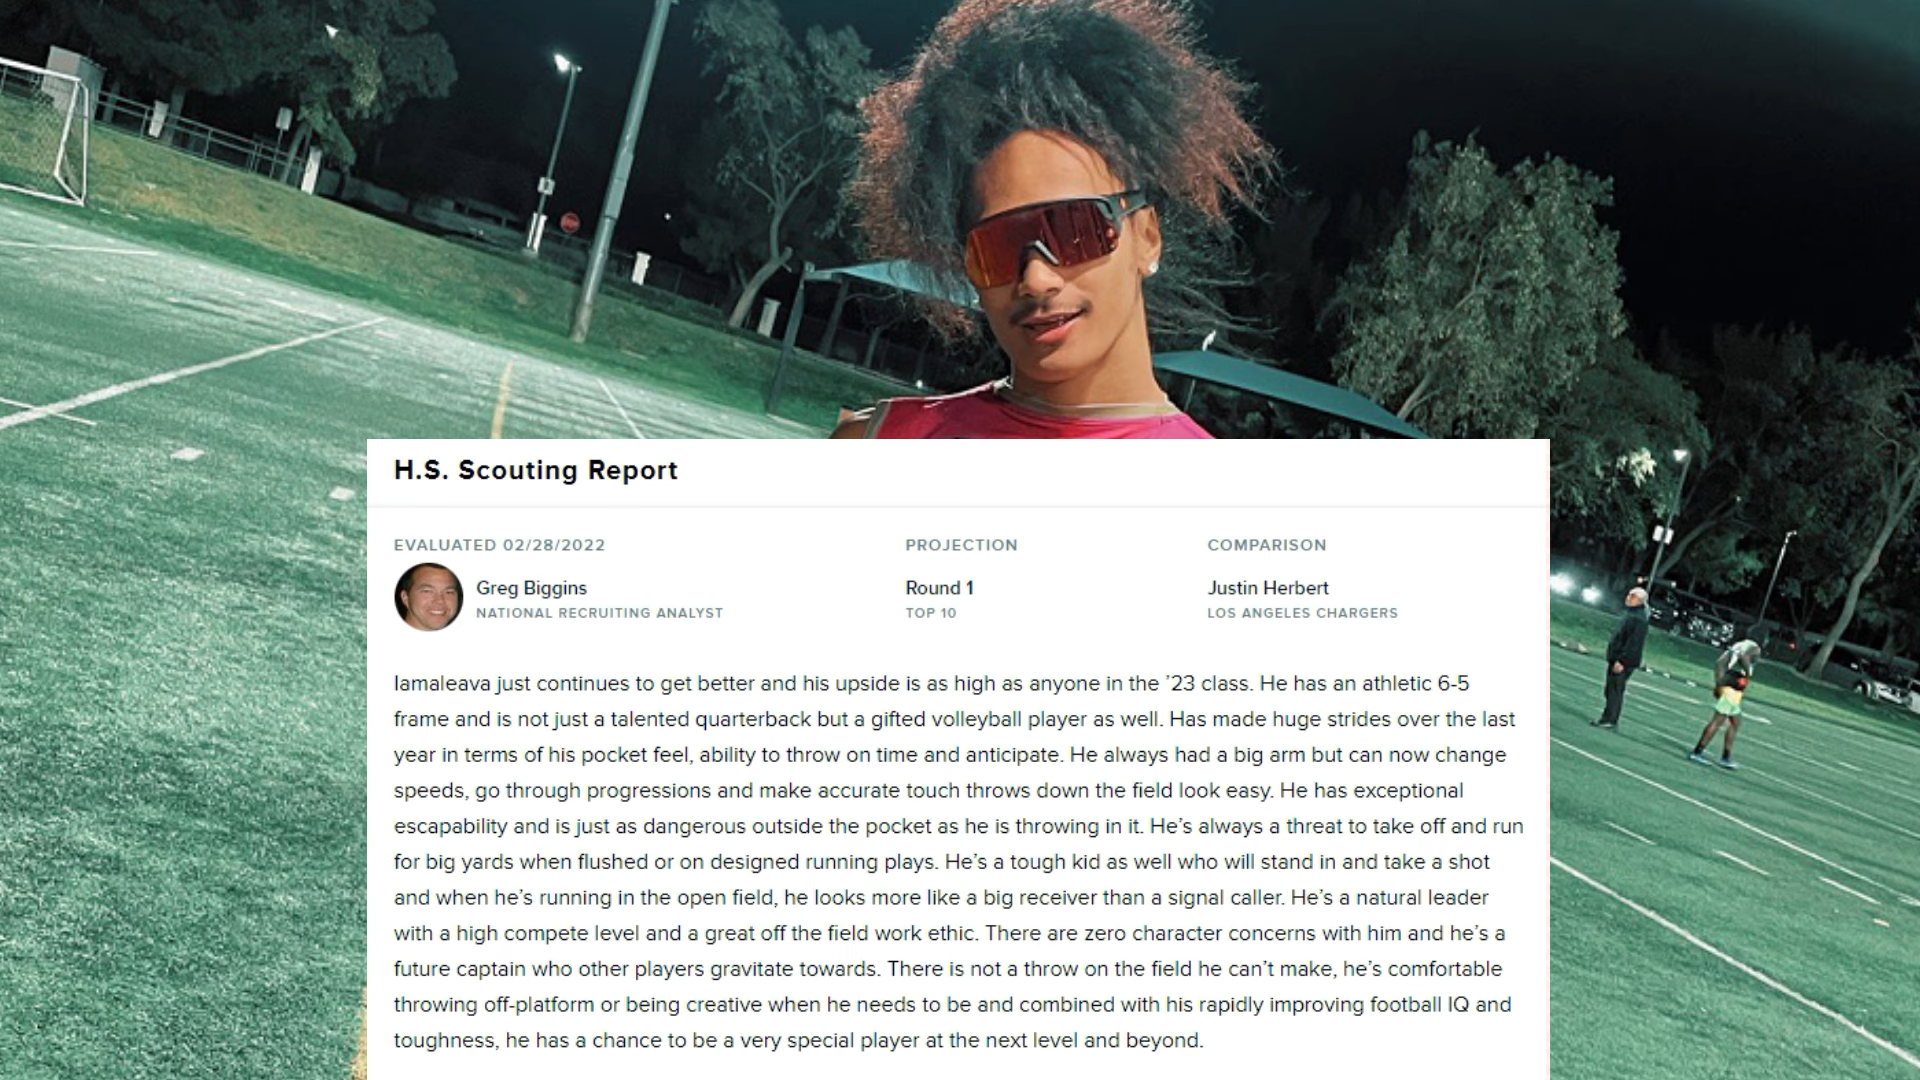 H.S. Scouting Report
EVALUATED 02/28/2022
PROJECTION
COMPARISON
Greg Biggins
Round 1
Justin Herbert
NATIONAL RECRUITING ANALYST
TOP 10
LOS ANGELES CHARGERS
Iamaleava just continues to get better and his upside is as high as anyone in the ’23 class. He has an athletic 6-5
frame and is not just a talented quarterback but a gifted volleyball player as well. Has made huge strides over the last
year in terms of his pocket feel, ability to throw on time and anticipate. He always had a big arm but can now change
speeds, go through progressions and make accurate touch throws down the field look easy. He has exceptional
escapability and is just as dangerous outside the pocket as he is throwing in it. He’s always a threat to take off and run
for big yards when flushed or on designed running plays. He’s a tough kid as well who will stand in and take a shot
and when he’s running in the open field, he looks more like a big receiver than a signal caller. He’s a natural leader
with a high compete level and a great off the field work ethic. There are zero character concerns with him and he’s a
future captain who other players gravitate towards. There is not a throw on the field he can’t make, he’s comfortable
throwing off-platform or being creative when he needs to be and combined with his rapidly improving football IQ and
toughness, he has a chance to be a very special player at the next level and beyond.